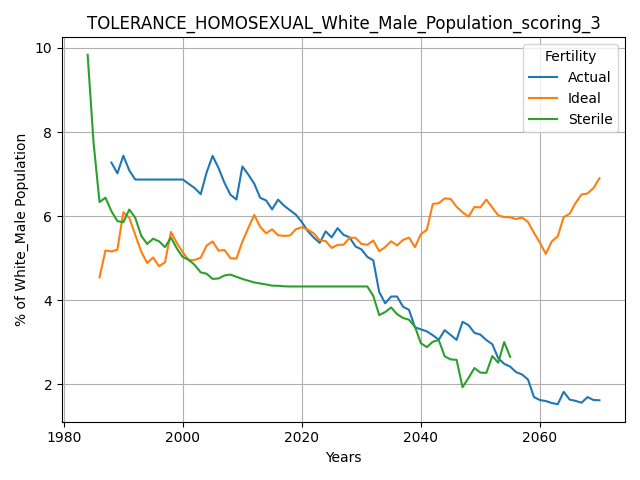 TOLERANCE_HOMOSEXUAL_White_Male_Population_scoring_3
Fertility
Actual
Ideal
Sterile
% of White_Male Population
10
8
6
4
2
1980
2000
2020
2040
2060
Years